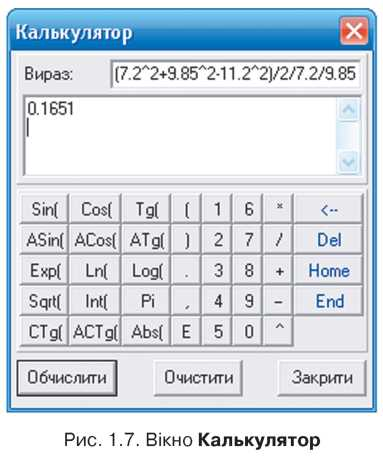 Калькулятор
Вираз: (7.2^2+9.85^2-11.2^2)/2/7.2/9.85
0.1651
Sin( Cos( Tg( ( 1 6 * <--
ASin( ACos( ATg( ) 2 7 / Del
Exp( Ln( Log( . 3 8 + Home
Sqrt( Int( Pi , 4 9 – End
CTg( ACTg( Abs( E 5 0 ^
Обчислити Очистити Закрити
Рис. 1.7. Вікно Калькулятор